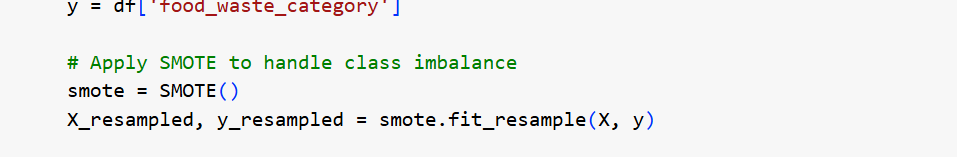 y = df['food_waste_category']
# Apply SMOTE to handle class imbalance
smote = SMOTE()
X_resampled, y_resampled = smote.fit_resample(X, y)